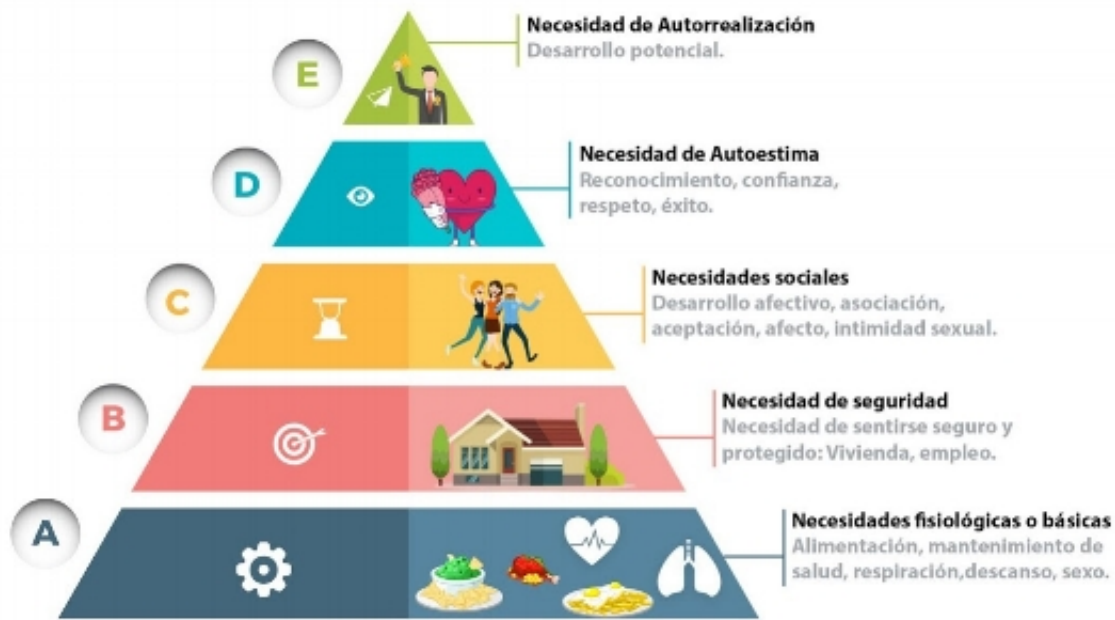 E
Necesidad de Autorrealización
Desarrollo potencial.
D
Necesidad de Autoestima
Reconocimiento, confianza,
respeto, éxito.
C
Necesidades sociales
Desarrollo afectivo, asociación,
aceptación, afecto, intimidad sexual.
B
Necesidad de seguridad
Necesidad de sentirse seguro y
protegido: Vivienda, empleo.
A
Necesidades fisiológicas o básicas
Alimentación, mantenimiento de
salud, respiración,descanso, sexo.